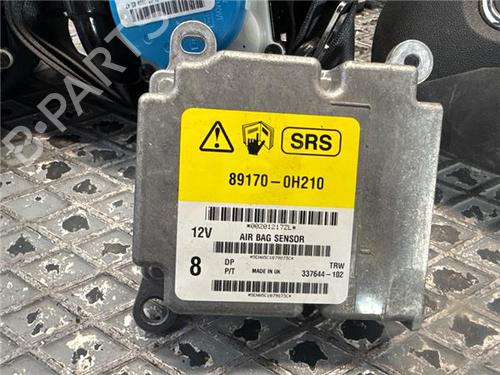 SRS
89170-0H210
*00201217ZL*
12V
AIR BAG SENSOR
8
DP
P/T
MADE IN UK
TRW
337644-102
B-PARTS